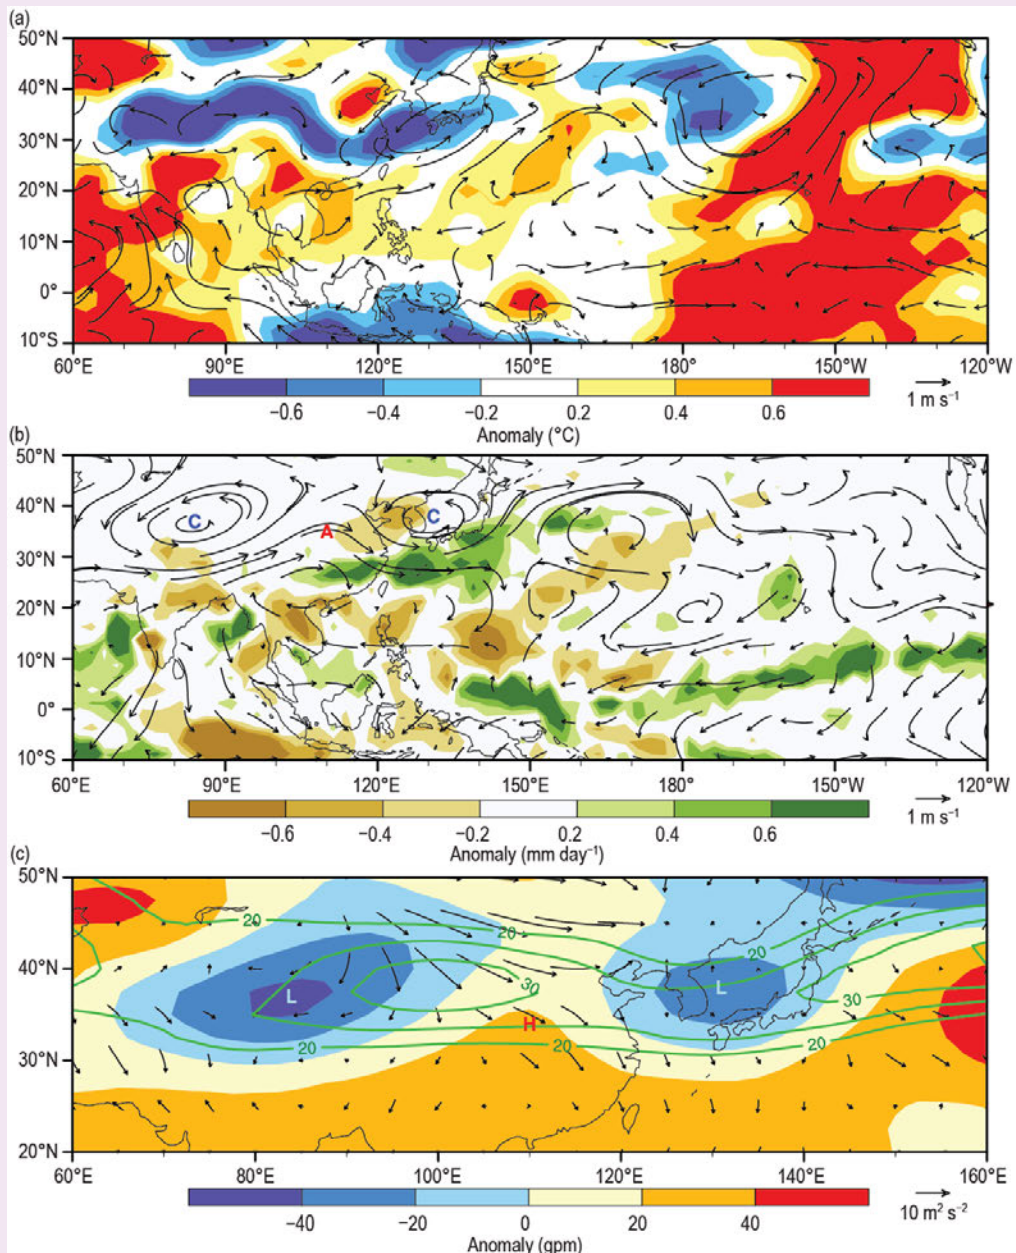 (a)
50°N
40°N
30°N
20°N
10°N
0°
10°S
60°E 90°E 120°E 150°E 180° 150°W 120°W
−0.6 −0.4 −0.2 0.2 0.4 0.6
1 m s⁻¹
Anomaly (°C)
(b)
50°N
40°N
C A C
30°N
20°N
10°N
0°
10°S
60°E 90°E 120°E 150°E 180° 150°W 120°W
−0.6 −0.4 −0.2 0.2 0.4 0.6
1 m s⁻¹
Anomaly (mm day⁻¹)
(c)
50°N
20 20 20
40°N
L 30 L 30
H
30°N
20 20 20
20°N
60°E 80°E 100°E 120°E 140°E 160°E
−40 −20 0 20 40
10 m² s⁻²
Anomaly (gpm)